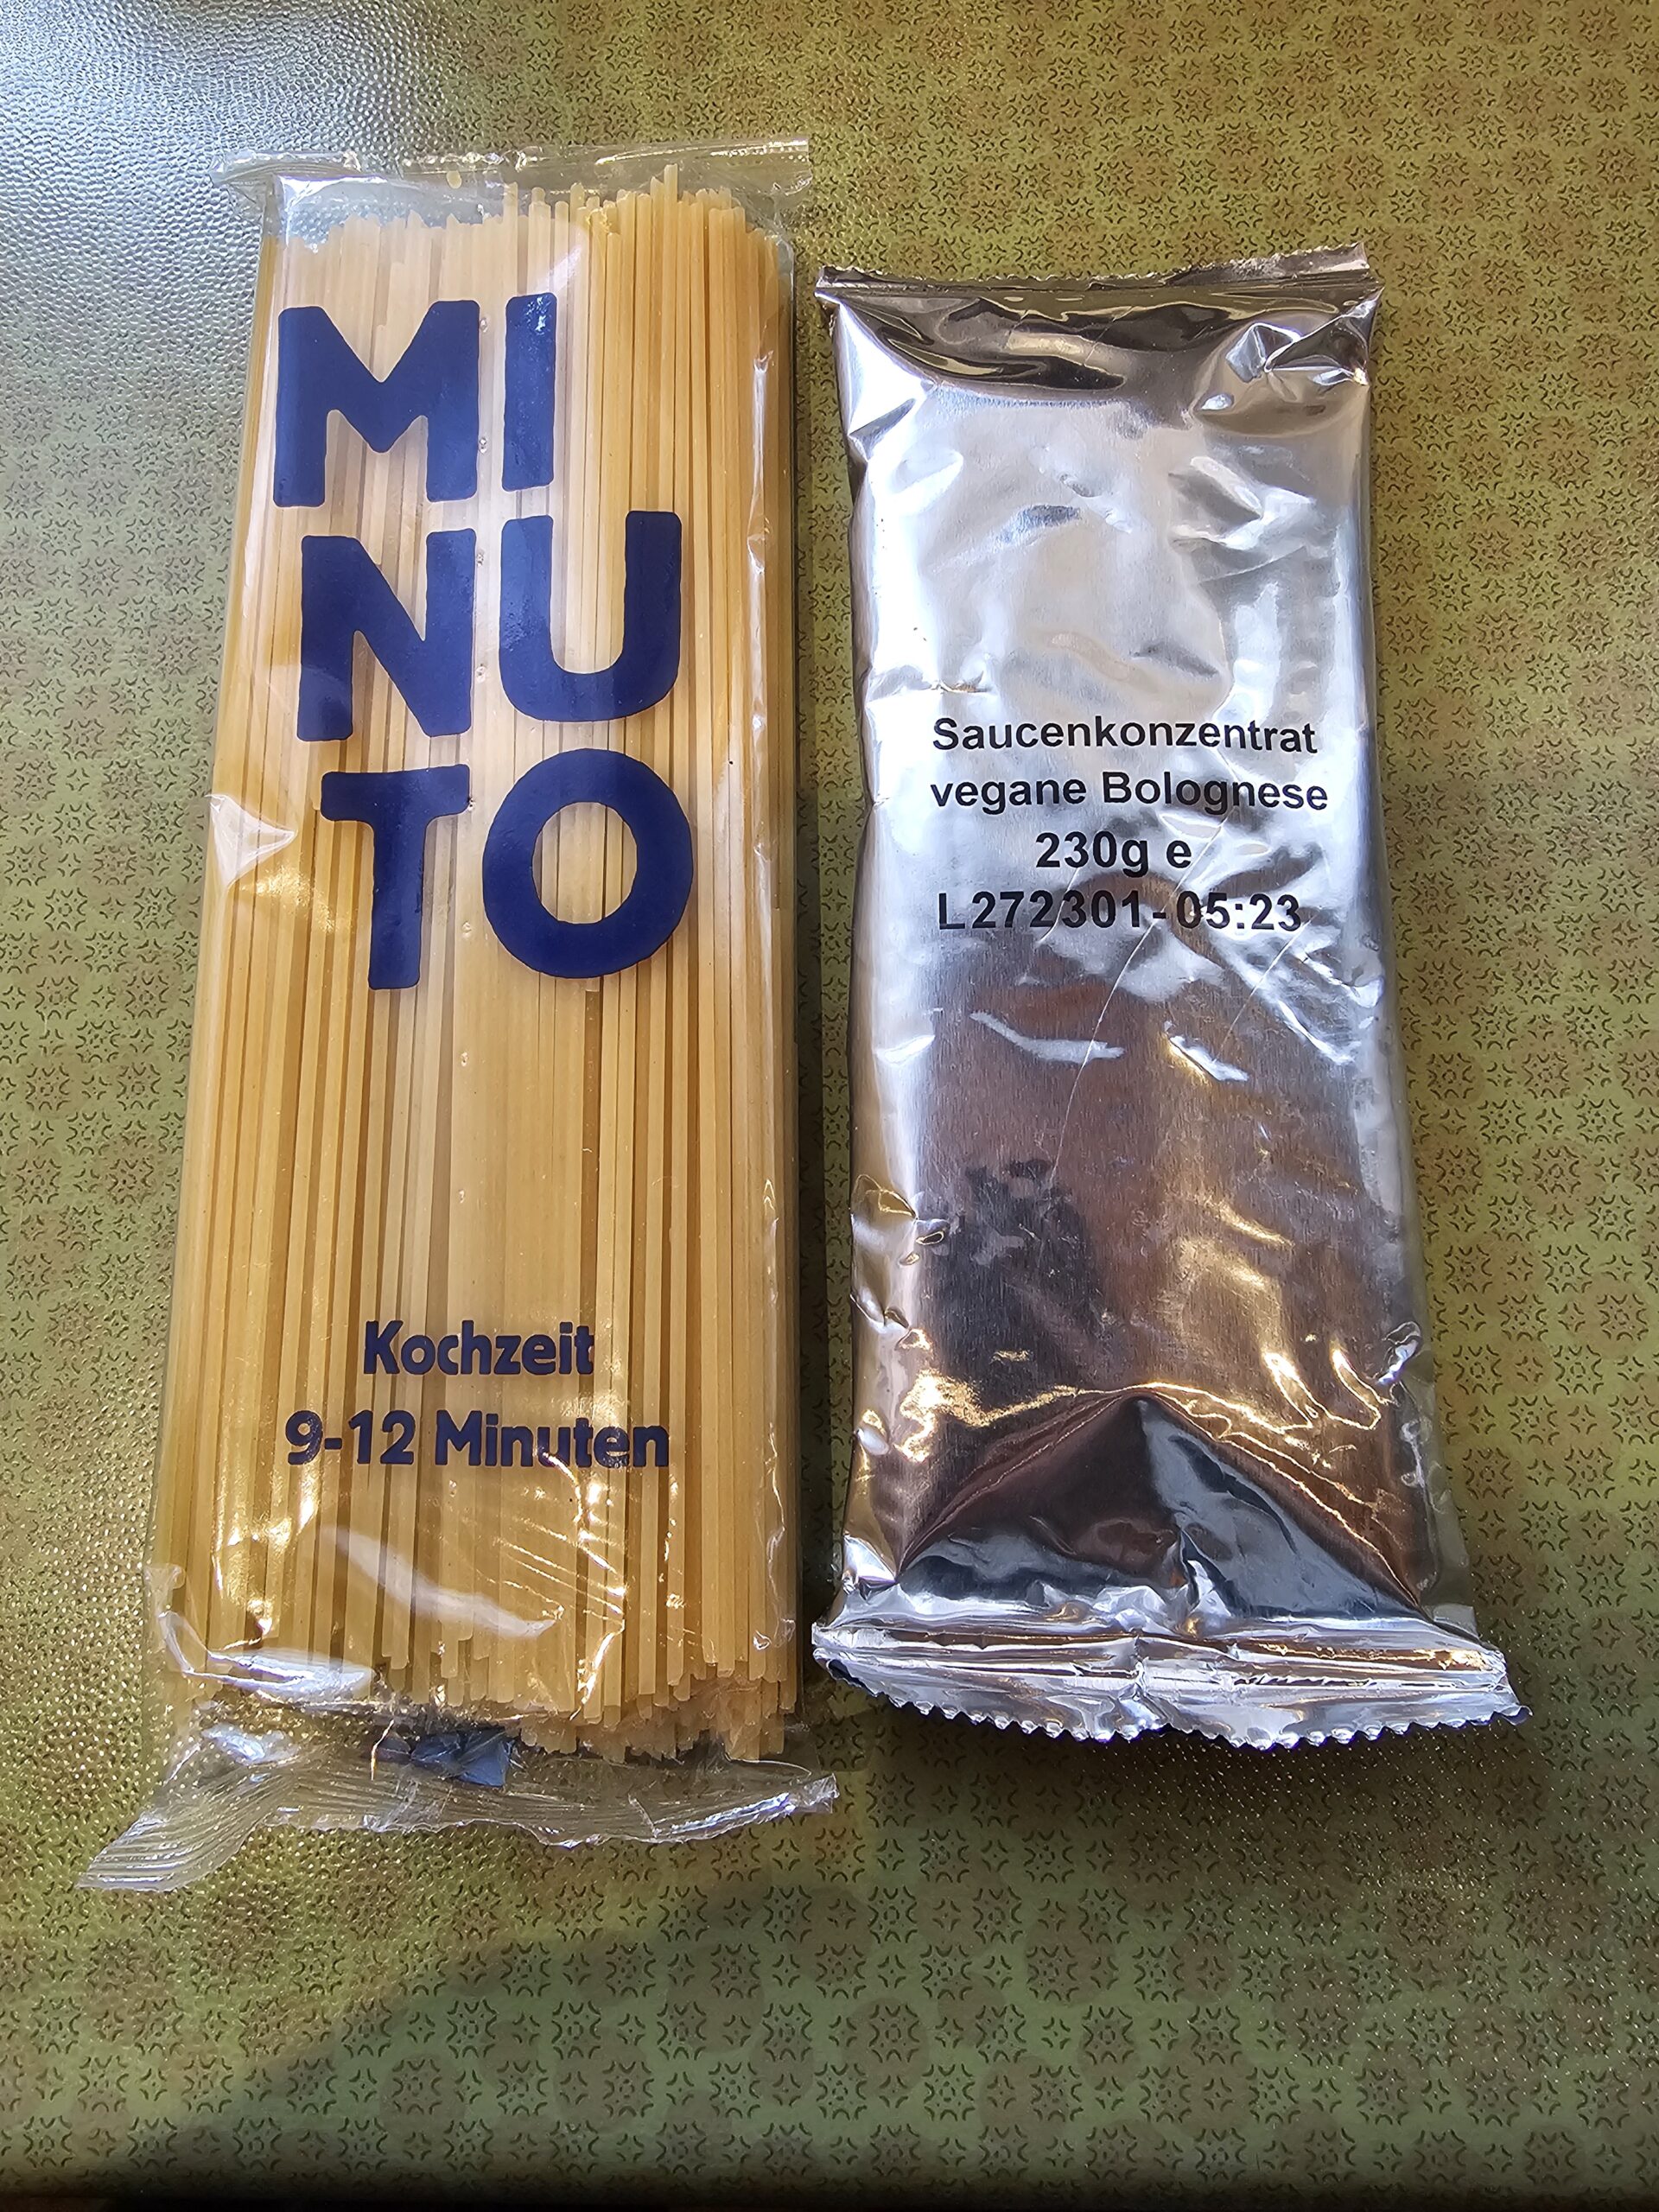 MI
NU
TO
Kochzeit
9-12 Minuten
Saucenkonzentrat
vegane Bolognese
230g e
L272301-05:23